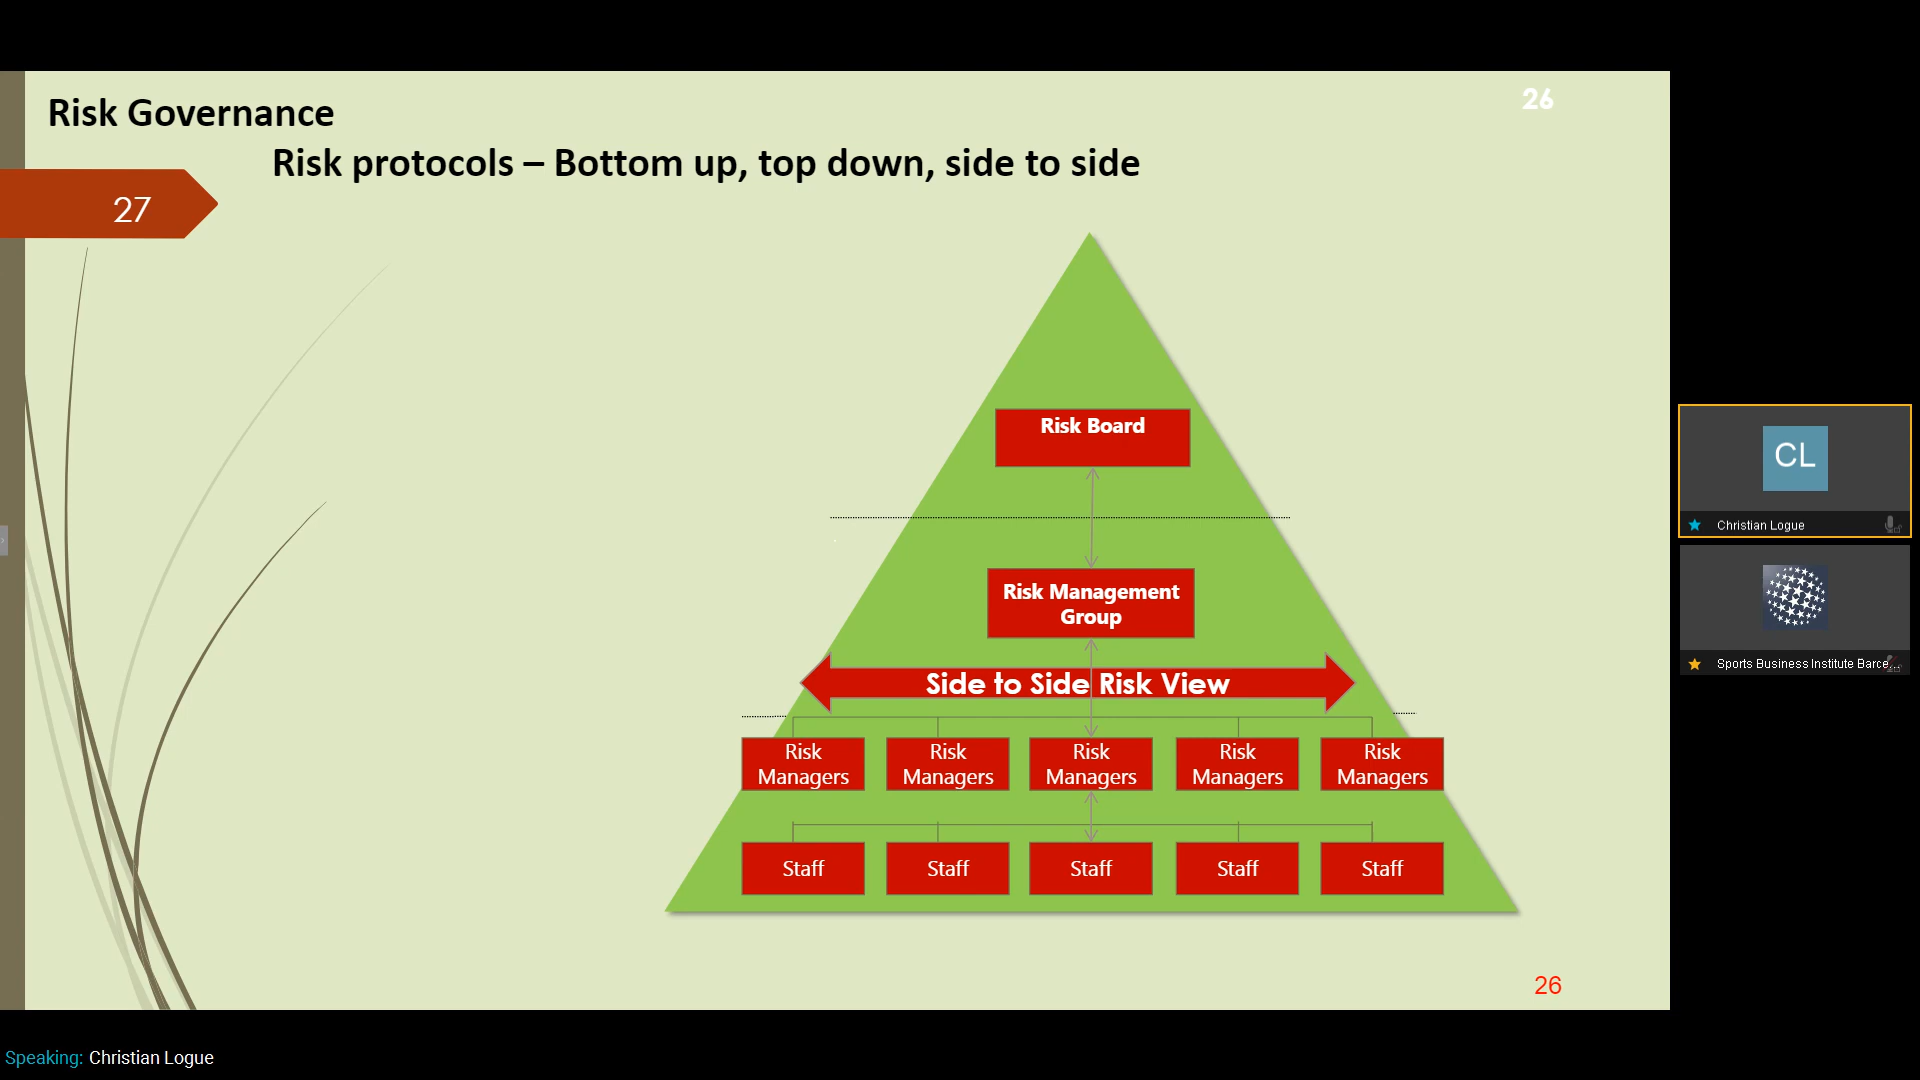 Risk Governance
26
Risk protocols – Bottom up, top down, side to side
27
Risk Board
Risk Management
Group
Side to Side Risk View
Risk
Managers
Risk
Managers
Risk
Managers
Risk
Managers
Risk
Managers
Staff
Staff
Staff
Staff
Staff
26
CL
Christian Logue
Sports Business Institute Barce...
Speaking: Christian Logue